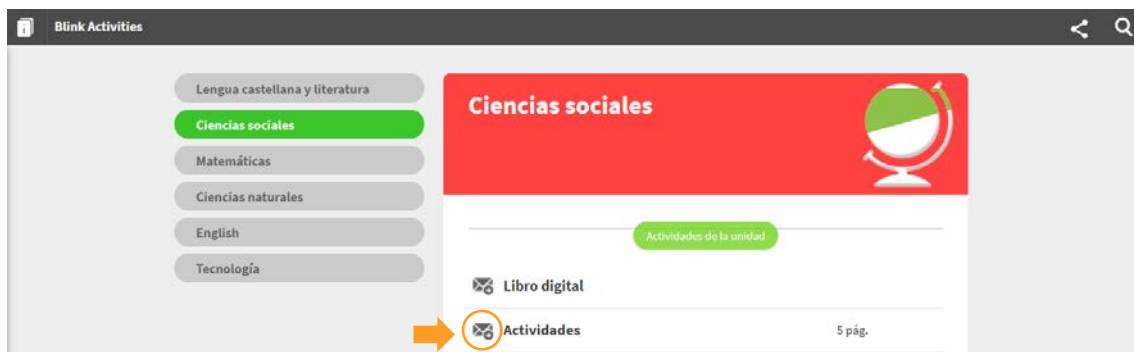 Blink Activities
Lengua castellana y literatura
Ciencias sociales
Matemáticas
Ciencias naturales
English
Tecnología
Ciencias sociales
Actividades de la unidad
Libro digital
Actividades 5 pág.